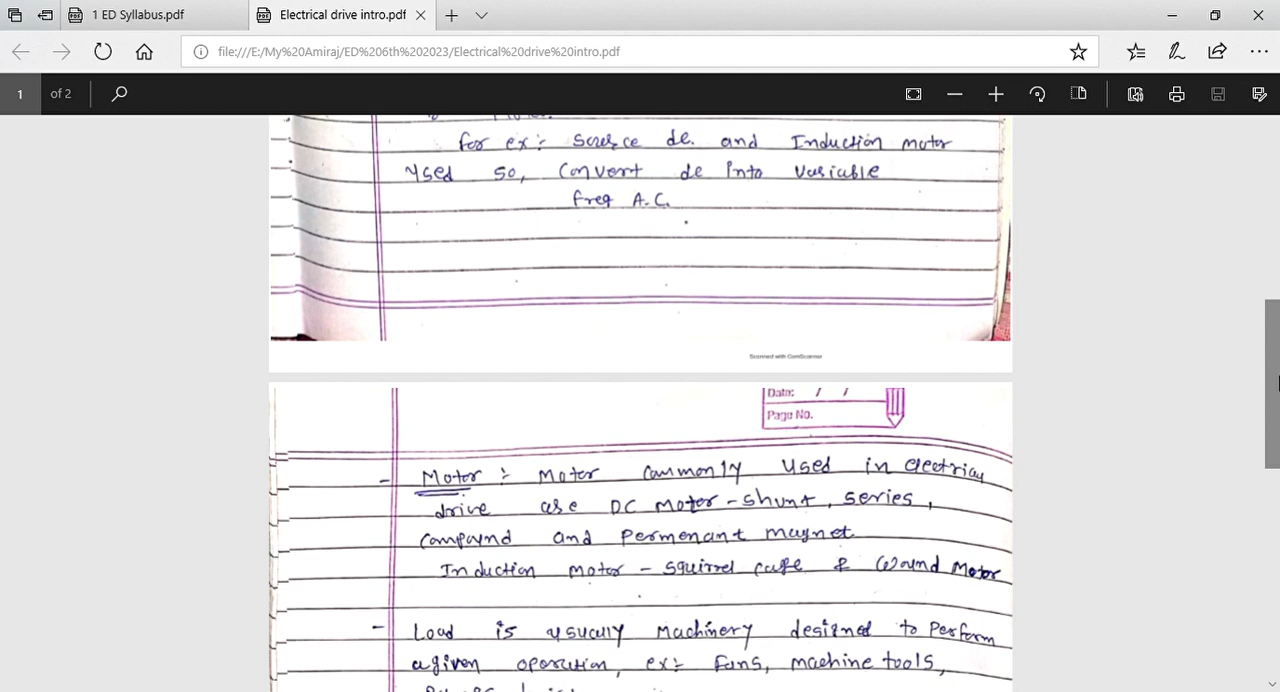 1 ED Syllabus.pdf
Electrical drive intro.pdf
file:///E:/My%20Amiraj/ED%206th%202023/Electrical%20drive%20intro.pdf
1 of 2
for ex:- source dc. and Induction motor
used so, Convert dc into variable
freq A.C.
Scanned with CamScanner
Date: / /
Page No.
- Motor :- Motor commonly used in electrical
drive are DC motor - shunt, series,
compound and permenant magnet.
Induction motor - squirrel cage & wound Motor
- Load is usually machinery designed to perform
a given operation, ex:- fans, machine tools,